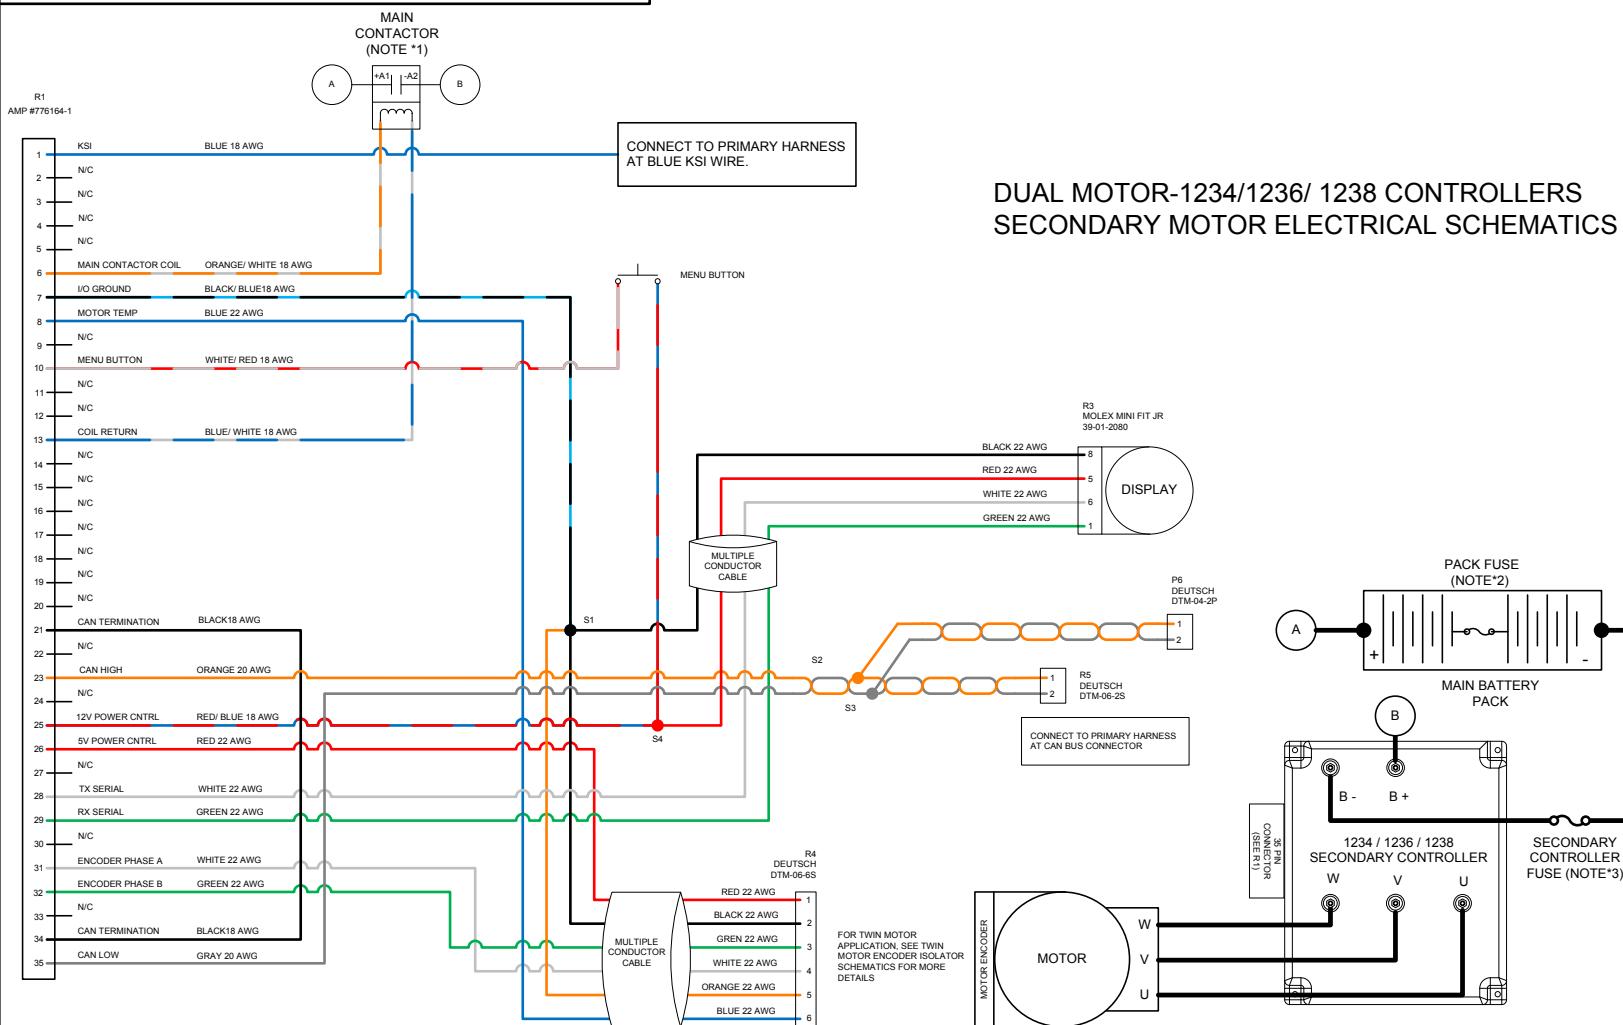 MAIN
CONTACTOR
(NOTE *1)
+A1
-A2
A
B
R1
AMP #776164-1
1 KSI BLUE 18 AWG
2 N/C
3 N/C
4 N/C
5 N/C
6 MAIN CONTACTOR COIL ORANGE/ WHITE 18 AWG
7 I/O GROUND BLACK/ BLUE18 AWG
8 MOTOR TEMP BLUE 22 AWG
9 N/C
10 MENU BUTTON WHITE/ RED 18 AWG
11 N/C
12 N/C
13 COIL RETURN BLUE/ WHITE 18 AWG
14 N/C
15 N/C
16 N/C
17 N/C
18 N/C
19 N/C
20 N/C
21 CAN TERMINATION BLACK18 AWG
22 N/C
23 CAN HIGH ORANGE 20 AWG
24 N/C
25 12V POWER CNTRL RED/ BLUE 18 AWG
26 5V POWER CNTRL RED 22 AWG
27 N/C
28 TX SERIAL WHITE 22 AWG
29 RX SERIAL GREEN 22 AWG
30 N/C
31 ENCODER PHASE A WHITE 22 AWG
32 ENCODER PHASE B GREEN 22 AWG
33 N/C
34 CAN TERMINATION BLACK18 AWG
35 CAN LOW GRAY 20 AWG
CONNECT TO PRIMARY HARNESS
AT BLUE KSI WIRE.
DUAL MOTOR-1234/1236/ 1238 CONTROLLERS
SECONDARY MOTOR ELECTRICAL SCHEMATICS
MENU BUTTON
R3
MOLEX MINI FIT JR
39-01-2080
BLACK 22 AWG 8
RED 22 AWG 5
WHITE 22 AWG 6
GREEN 22 AWG 1
DISPLAY
MULTIPLE
CONDUCTOR
CABLE
S1
S2
S3
S4
P6
DEUTSCH
DTM-04-2P
1
2
R5
DEUTSCH
DTM-06-2S
1
2
CONNECT TO PRIMARY HARNESS
AT CAN BUS CONNECTOR
R4
DEUTSCH
DTM-06-6S
RED 22 AWG 1
BLACK 22 AWG 2
GREN 22 AWG 3
WHITE 22 AWG 4
ORANGE 22 AWG 5
BLUE 22 AWG 6
MULTIPLE
CONDUCTOR
CABLE
FOR TWIN MOTOR
APPLICATION, SEE TWIN
MOTOR ENCODER ISOLATOR
SCHEMATICS FOR MORE
DETAILS
MOTOR ENCODER
MOTOR
W
V
U
PACK FUSE
(NOTE*2)
A
+
-
MAIN BATTERY
PACK
B
B -
B +
35 PIN
CONNECTOR
(SEE R1)
1234 / 1236 / 1238
SECONDARY CONTROLLER
W
V
U
SECONDARY
CONTROLLER
FUSE (NOTE*3)